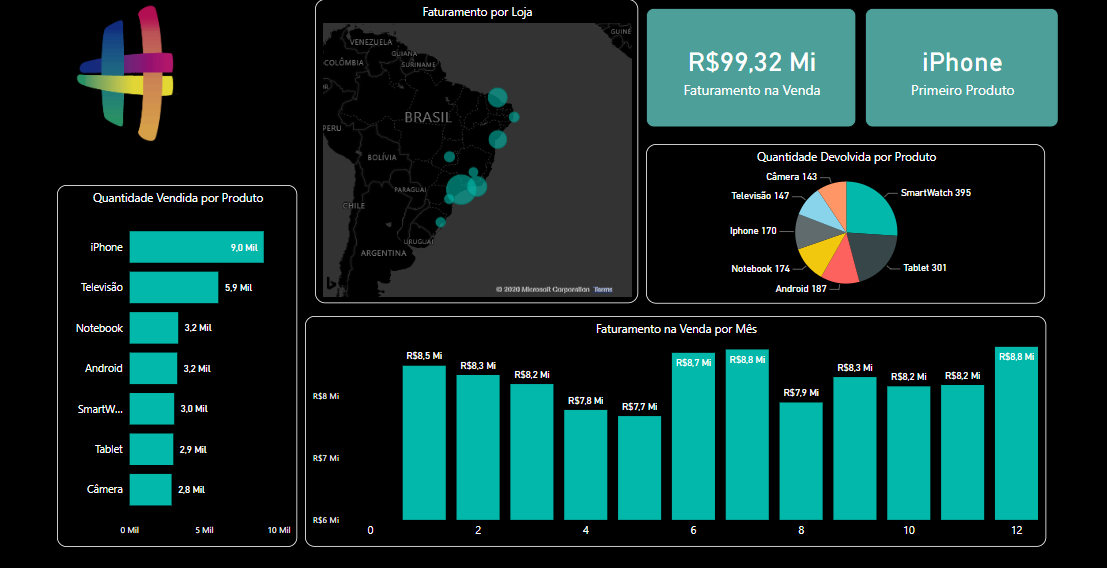 Faturamento por Loja
VENEZUELA
GUIANA
GUINÉ
COLÔMBIA
SURINAME
BRASIL
PERU
BOLÍVIA
PARAGUAI
CHILE
URUGUAI
ARGENTINA
© 2020 Microsoft Corporation Terms
R$99,32 Mi
Faturamento na Venda
iPhone
Primeiro Produto
Quantidade Devolvida por Produto
Câmera 143
SmartWatch 395
Televisão 147
Iphone 170
Notebook 174
Tablet 301
Android 187
Quantidade Vendida por Produto
iPhone 9,0 Mil
Televisão 5,9 Mil
Notebook 3,2 Mil
Android 3,2 Mil
SmartW... 3,0 Mil
Tablet 2,9 Mil
Câmera 2,8 Mil
0 Mil 5 Mil 10 Mil
Faturamento na Venda por Mês
R$8,5 Mi R$8,3 Mi R$8,2 Mi R$7,8 Mi R$7,7 Mi R$8,7 Mi R$8,8 Mi R$7,9 Mi R$8,3 Mi R$8,2 Mi R$8,2 Mi R$8,8 Mi
R$8 Mi
R$7 Mi
R$6 Mi
0 2 4 6 8 10 12